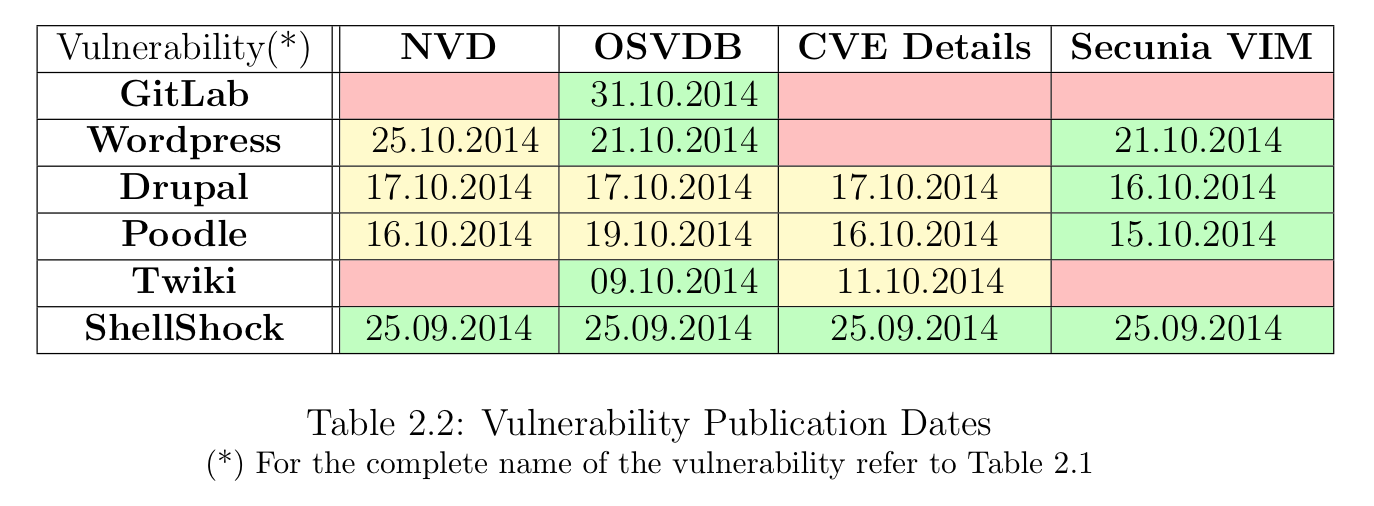 Vulnerability(*) NVD OSVDB CVE Details Secunia VIM
GitLab 31.10.2014
Wordpress 25.10.2014 21.10.2014 21.10.2014
Drupal 17.10.2014 17.10.2014 17.10.2014 16.10.2014
Poodle 16.10.2014 19.10.2014 16.10.2014 15.10.2014
Twiki 09.10.2014 11.10.2014
ShellShock 25.09.2014 25.09.2014 25.09.2014 25.09.2014
Table 2.2: Vulnerability Publication Dates
(*) For the complete name of the vulnerability refer to Table 2.1